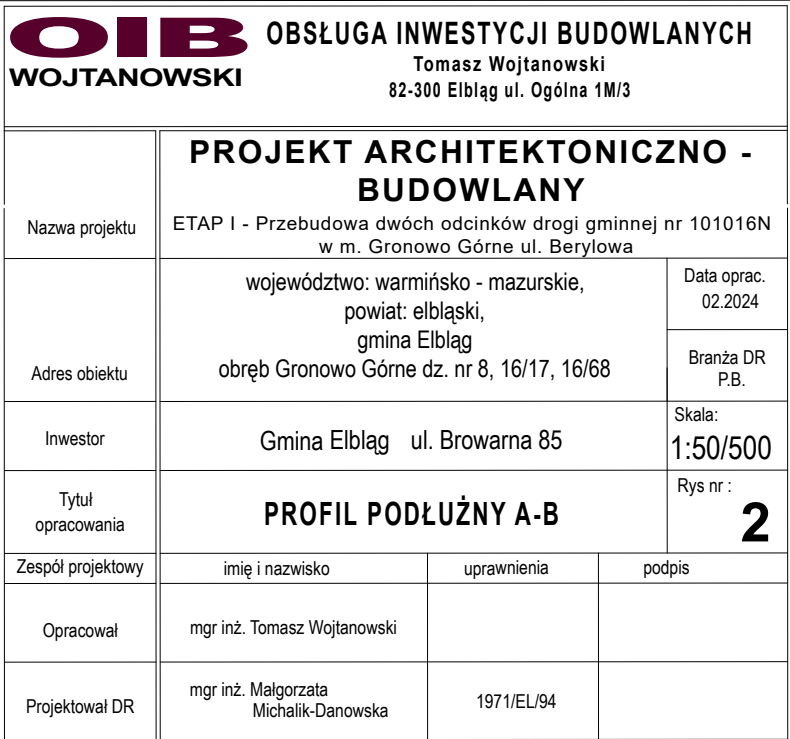 OIB
WOJTANOWSKI
OBSŁUGA INWESTYCJI BUDOWLANYCH
Tomasz Wojtanowski
82-300 Elbląg ul. Ogólna 1M/3
Nazwa projektu
PROJEKT ARCHITEKTONICZNO -
BUDOWLANY
ETAP I - Przebudowa dwóch odcinków drogi gminnej nr 101016N
w m. Gronowo Górne ul. Berylowa
Adres obiektu
województwo: warmińsko - mazurskie,
powiat: elbląski,
gmina Elbląg
obręb Gronowo Górne dz. nr 8, 16/17, 16/68
Data oprac.
02.2024
Branża DR
P.B.
Inwestor
Gmina Elbląg ul. Browarna 85
Skala:
1:50/500
Tytuł
opracowania
PROFIL PODŁUŻNY A-B
Rys nr :
2
Zespół projektowy
imię i nazwisko
uprawnienia
podpis
Opracował
mgr inż. Tomasz Wojtanowski
Projektował DR
mgr inż. Małgorzata
Michalik-Danowska
1971/EL/94